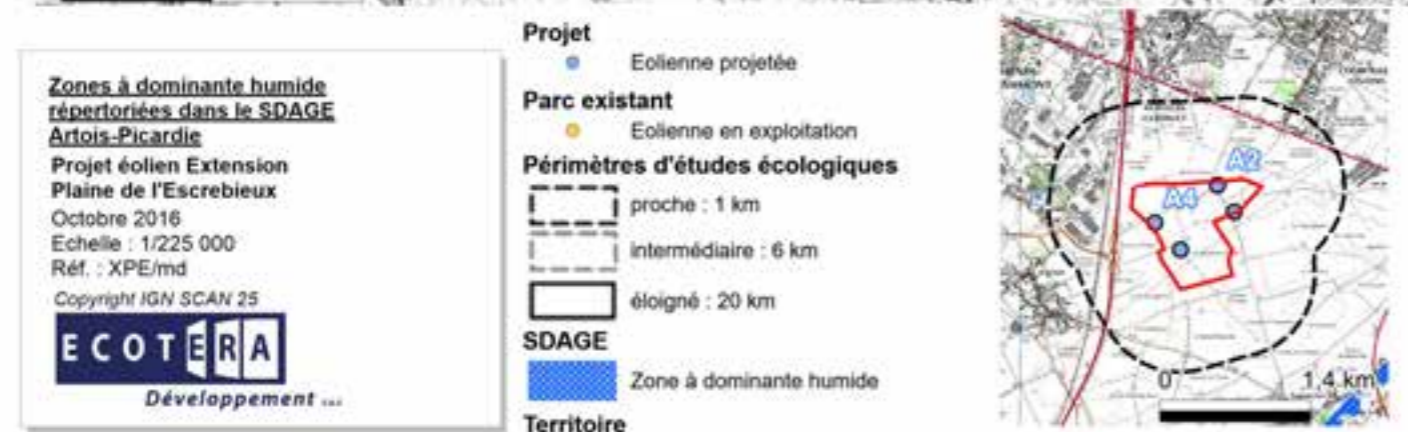 Zones à dominante humide
répertoriées dans le SDAGE
Artois-Picardie
Projet éolien Extension
Plaine de l'Escrebieux
Octobre 2016
Echelle : 1/225 000
Réf. : XPE/md
Copyright IGN SCAN 25
ECOTERA
Développement
Projet
Eolienne projetée
Parc existant
Eolienne en exploitation
Périmètres d'études écologiques
proche : 1 km
intermédiaire : 6 km
éloigné : 20 km
SDAGE
Zone à dominante humide
Territoire
A2
A4
0
1,4 km